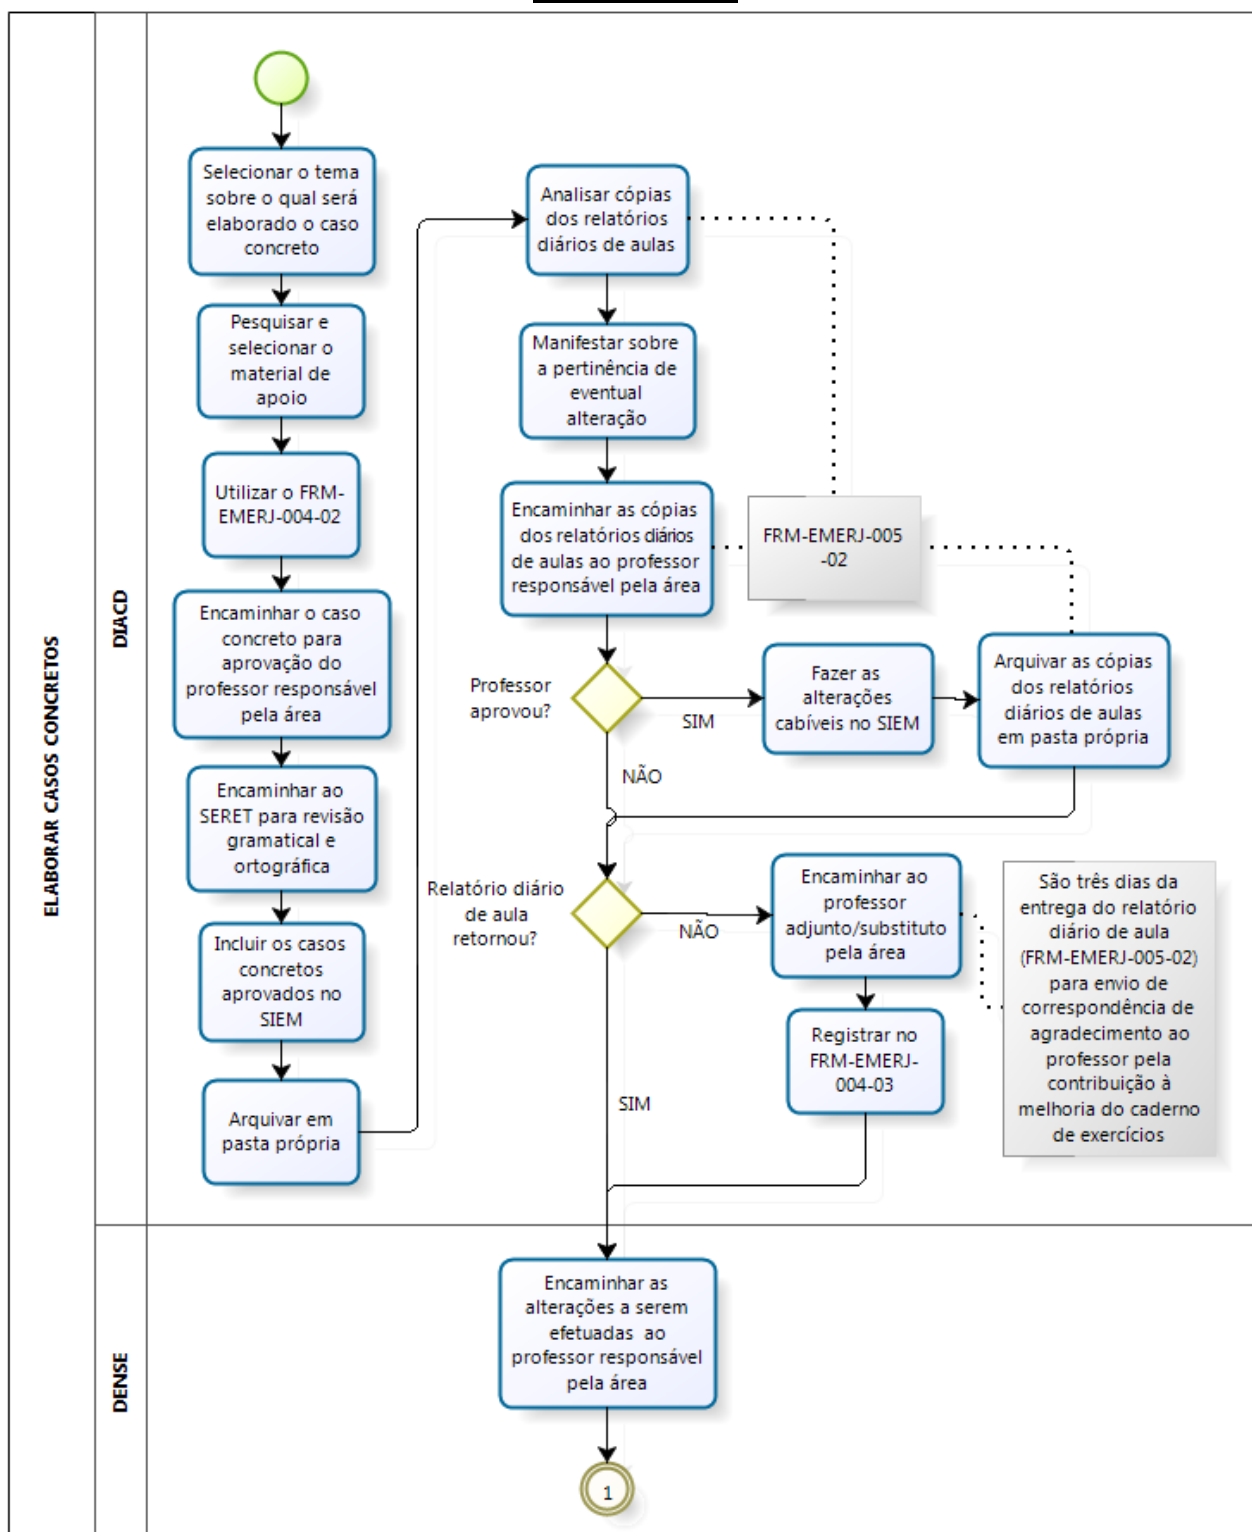 ELABORAR CASOS CONCRETOS
DIACD
Selecionar o tema
sobre o qual será
elaborado o caso
concreto
Pesquisar e
selecionar o
material de
apoio
Utilizar o FRM-
EMERJ-004-02
Encaminhar o caso
concreto para
aprovação do
professor responsável
pela área
Encaminhar ao
SERET para revisão
gramatical e
ortográfica
Incluir os casos
concretos
aprovados no
SIEM
Arquivar em
pasta própria
Analisar cópias
dos relatórios
diários de aulas
Manifestar sobre
a pertinência de
eventual
alteração
Encaminhar as cópias
dos relatórios diários
de aulas ao professor
responsável pela área
FRM-EMERJ-005
-02
Professor
aprovou?
SIM
NÃO
Fazer as
alterações
cabíveis no SIEM
Arquivar as cópias
dos relatórios
diários de aulas
em pasta própria
Relatório diário
de aula
retornou?
NÃO
SIM
Encaminhar ao
professor
adjunto/substituto
pela área
Registrar no
FRM-EMERJ-
004-03
São três dias da
entrega do relatório
diário de aula
(FRM-EMERJ-005-02)
para envio de
correspondência de
agradecimento ao
professor pela
contribuição à
melhoria do caderno
de exercícios
DENSE
Encaminhar as
alterações a serem
efetuadas ao
professor responsável
pela área
1